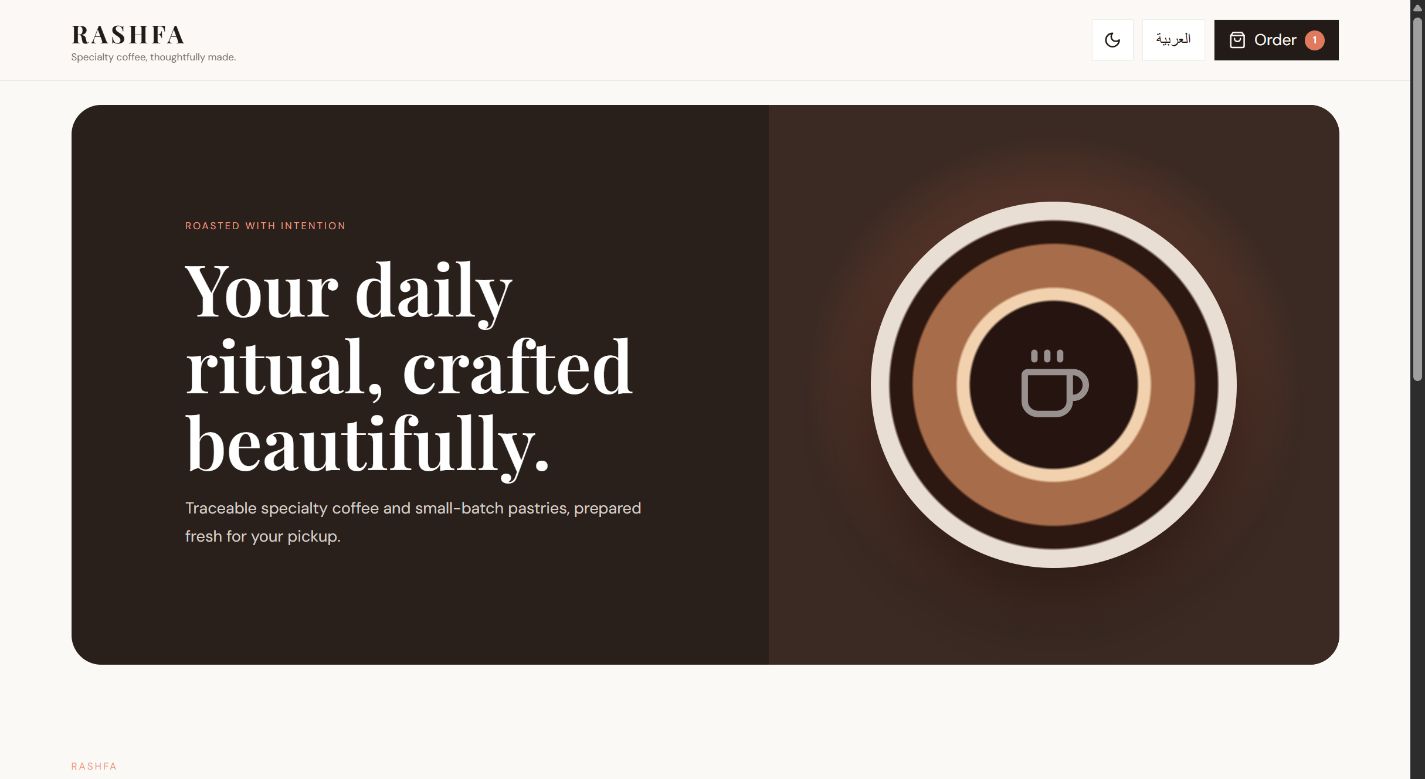 RASHFA
Specialty coffee, thoughtfully made.
العربية
Order 1
ROASTED WITH INTENTION
Your daily
ritual, crafted
beautifully.
Traceable specialty coffee and small-batch pastries, prepared
fresh for your pickup.
RASHFA